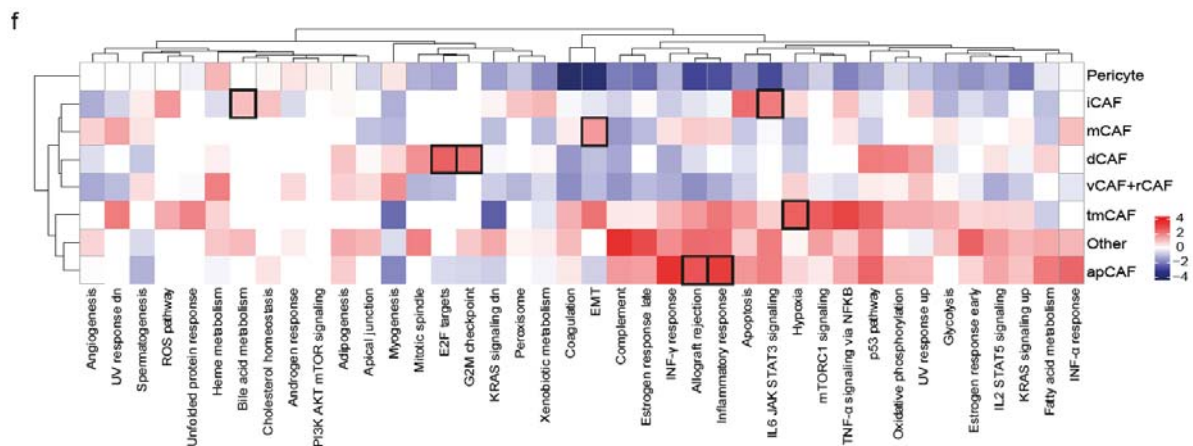 f
Pericyte
iCAF
mCAF
dCAF
vCAF+rCAF
tmCAF
Other
apCAF
4
2
0
−2
−4
Angiogenesis
UV response dn
Spermatogenesis
ROS pathway
Unfolded protein response
Heme metabolism
Bile acid metabolism
Cholesterol homeostasis
Androgen response
PI3K AKT mTOR signaling
Adipogenesis
Apical junction
Myogenesis
Mitotic spindle
E2F targets
G2M checkpoint
KRAS signaling dn
Peroxisome
Xenobiotic metabolism
Coagulation
EMT
Complement
Estrogen response late
INF-γ response
Allograft rejection
Inflammatory response
Apoptosis
IL6 JAK STAT3 signaling
Hypoxia
mTORC1 signaling
TNF-α signaling via NFKB
p53 pathway
Oxidative phosphorylation
UV response up
Glycolysis
Estrogen response early
IL2 STAT5 signaling
KRAS signaling up
Fatty acid metabolism
INF-α response